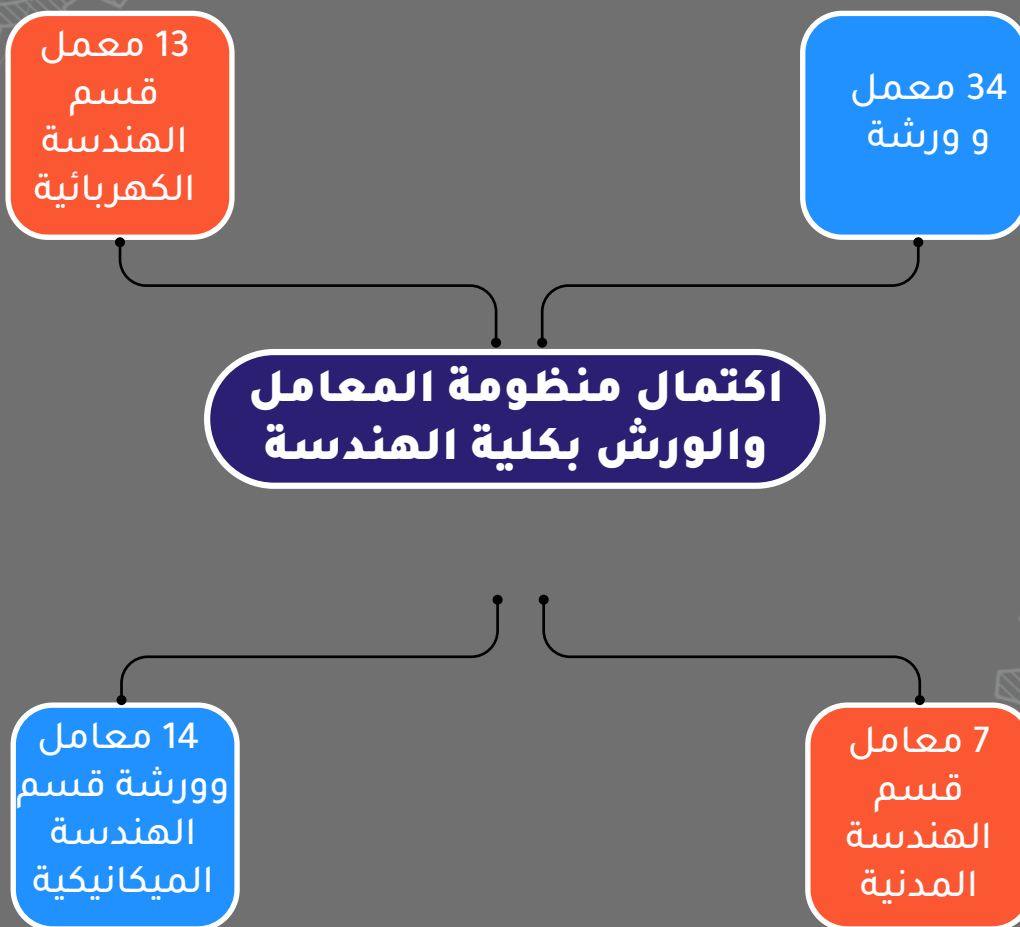 34 معمل
و ورشة
13 معمل
قسم
الهندسة
الكهربائية
اكتمال منظومة المعامل
والورش بكلية الهندسة
7 معامل
قسم
الهندسة
المدنية
14 معامل
وورشة قسم
الهندسة
الميكانيكية